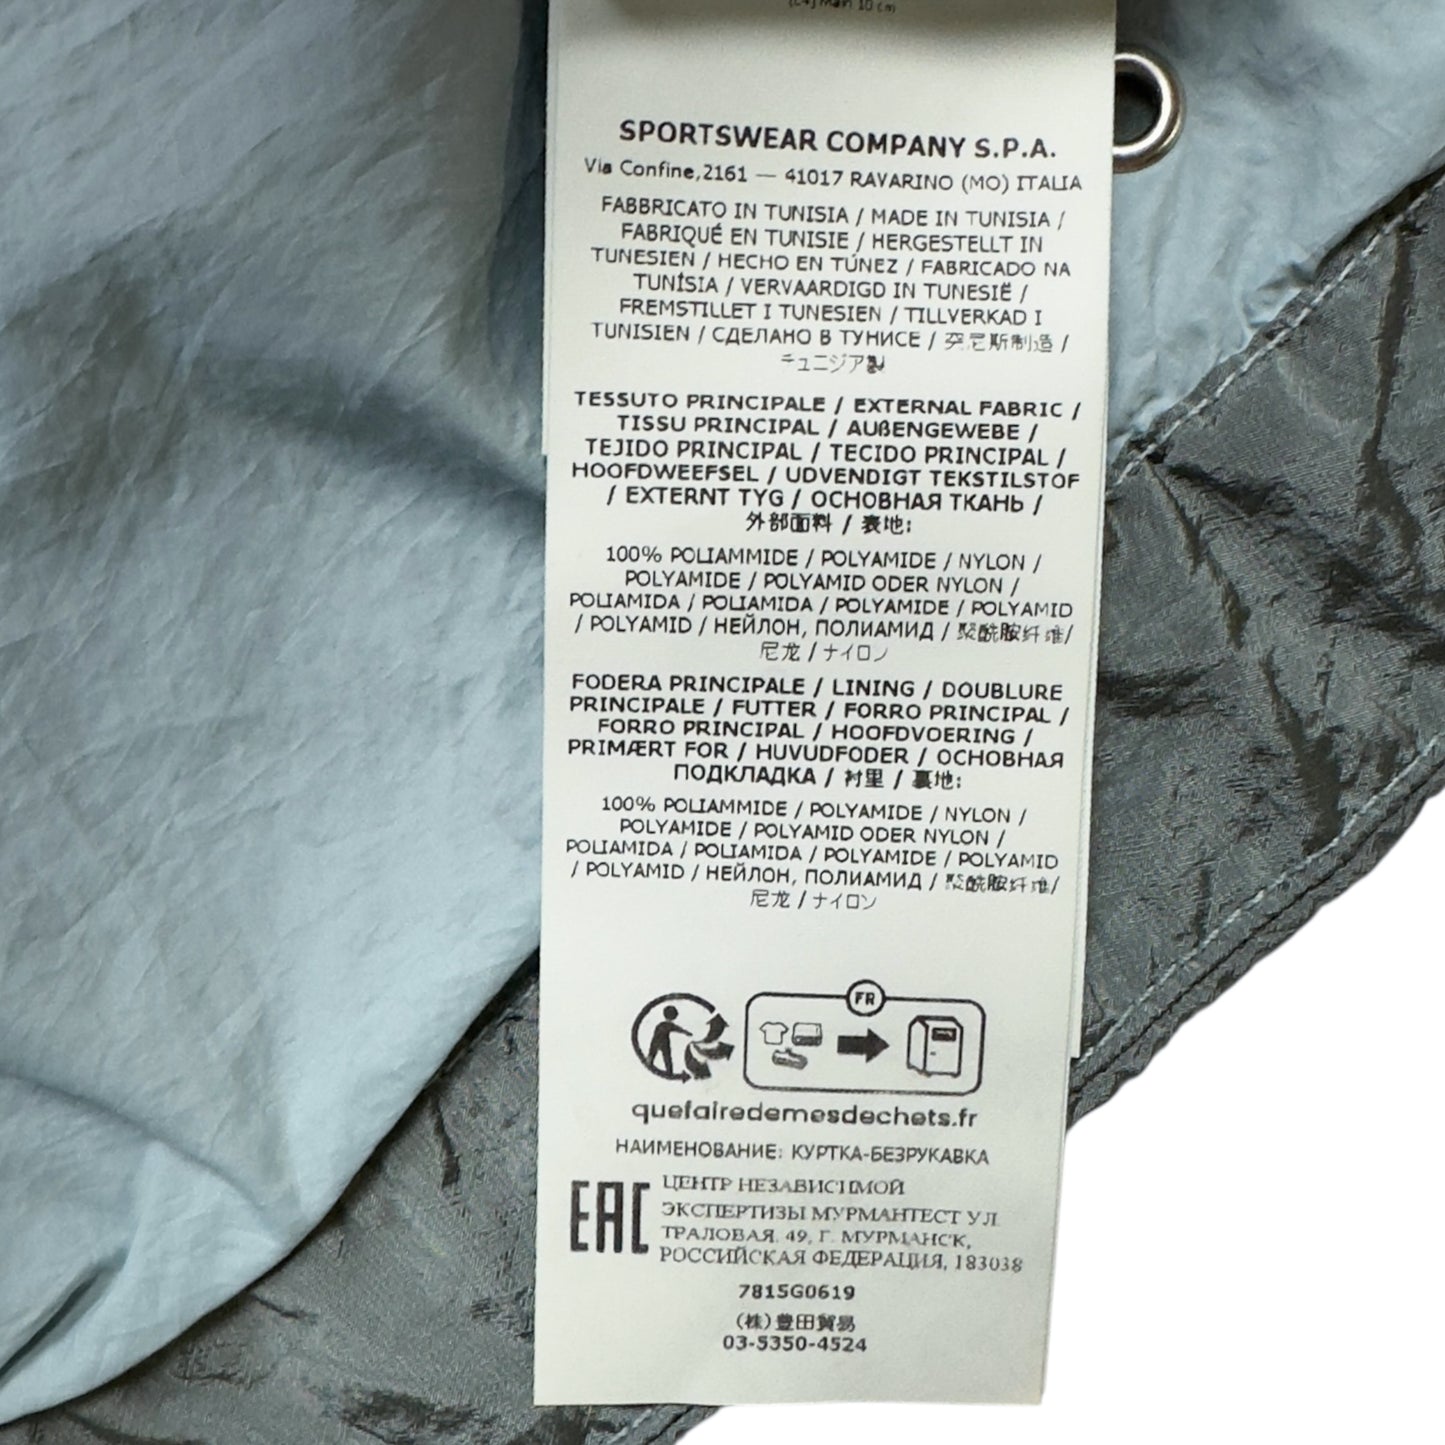 (L4) Main 10 cm
SPORTSWEAR COMPANY S.P.A.
Via Confine,2161 — 41017 RAVARINO (MO) ITALIA
FABBRICATO IN TUNISIA / MADE IN TUNISIA /
FABRIQUÉ EN TUNISIE / HERGESTELLT IN
TUNESIEN / HECHO EN TÚNEZ / FABRICADO NA
TUNÍSIA / VERVAARDIGD IN TUNESIË /
FREMSTILLET I TUNESIEN / TILLVERKAD I
TUNISIEN / СДЕЛАНО В ТУНИСЕ / 突尼斯制造 /
チュニジア製
TESSUTO PRINCIPALE / EXTERNAL FABRIC /
TISSU PRINCIPAL / AUßENGEWEBE /
TEJIDO PRINCIPAL / TECIDO PRINCIPAL /
HOOFDWEEFSEL / UDVENDIGT TEKSTILSTOF
/ EXTERNT TYG / ОСНОВНАЯ ТКАНЬ /
外部面料 / 表地:
100% POLIAMMIDE / POLYAMIDE / NYLON /
POLYAMIDE / POLYAMID ODER NYLON /
POLIAMIDA / POLIAMIDA / POLYAMIDE / POLYAMID
/ POLYAMID / НЕЙЛОН, ПОЛИАМИД / 聚酰胺纤维/
尼龙 / ナイロン
FODERA PRINCIPALE / LINING / DOUBLURE
PRINCIPALE / FUTTER / FORRO PRINCIPAL /
FORRO PRINCIPAL / HOOFDVOERING /
PRIMÆRT FOR / HUVUDFODER / ОСНОВНАЯ
ПОДКЛАДКА / 衬里 / 裏地:
100% POLIAMMIDE / POLYAMIDE / NYLON /
POLYAMIDE / POLYAMID ODER NYLON /
POLIAMIDA / POLIAMIDA / POLYAMIDE / POLYAMID
/ POLYAMID / НЕЙЛОН, ПОЛИАМИД / 聚酰胺纤维/
尼龙 / ナイロン
FR
quefairedemesdechets.fr
НАИМЕНОВАНИЕ: КУРТКА-БЕЗРУКАВКА
EAC
ЦЕНТР НЕЗАВИСИМОЙ
ЭКСПЕРТИЗЫ МУРМАНТЕСТ УЛ
ТРАЛОВАЯ. 49, Г. МУРМАНСК,
РОССИЙСКАЯ ФЕДЕРАЦИЯ, 183038
7815G0619
(株)豊田貿易
03-5350-4524